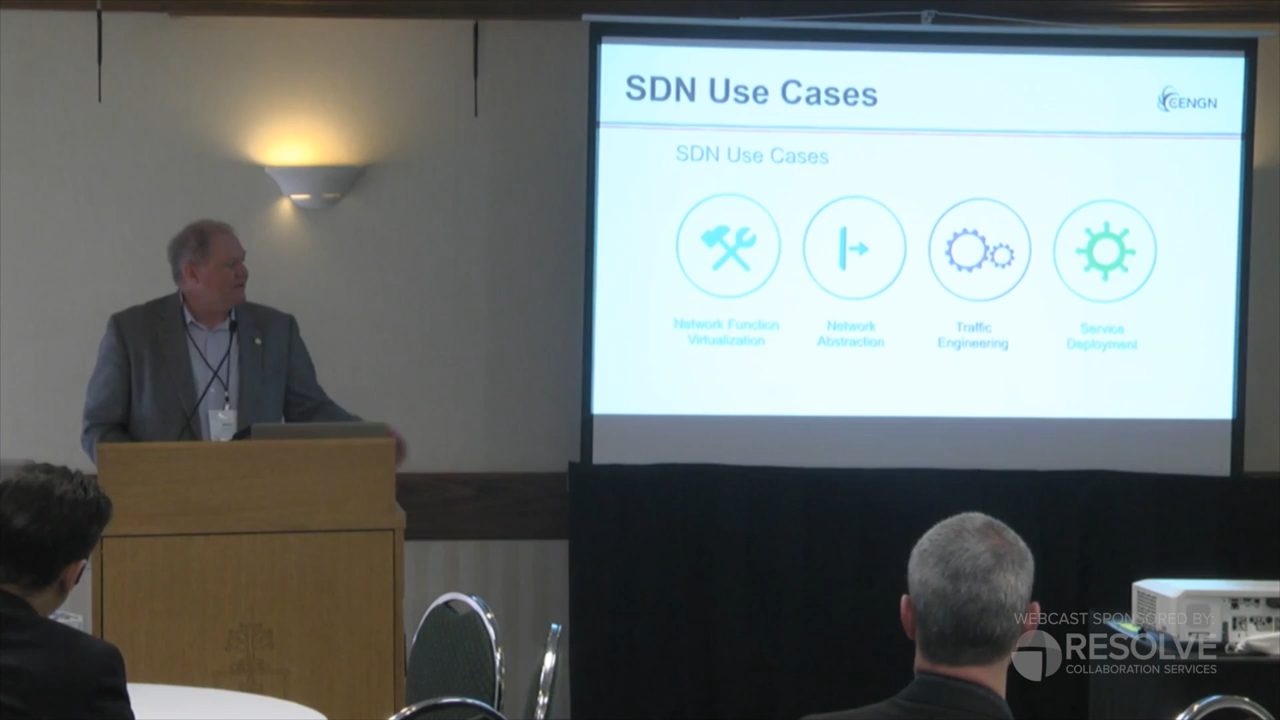 SDN Use Cases
CENGN
SDN Use Cases
Network Function
Virtualization
Network
Abstraction
Traffic
Engineering
Service
Deployment
WEBCAST SPONSORED BY:
RESOLVE
COLLABORATION SERVICES